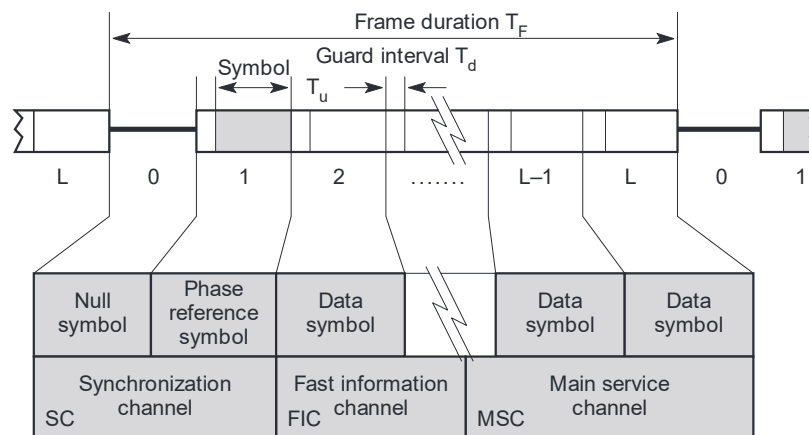 Frame duration T_F
Guard interval T_d
Symbol
T_u
L 0 1 2 ....... L–1 L 0 1
Null symbol
Phase reference symbol
Data symbol
Data symbol
Data symbol
Synchronization channel
SC
Fast information channel
FIC
Main service channel
MSC